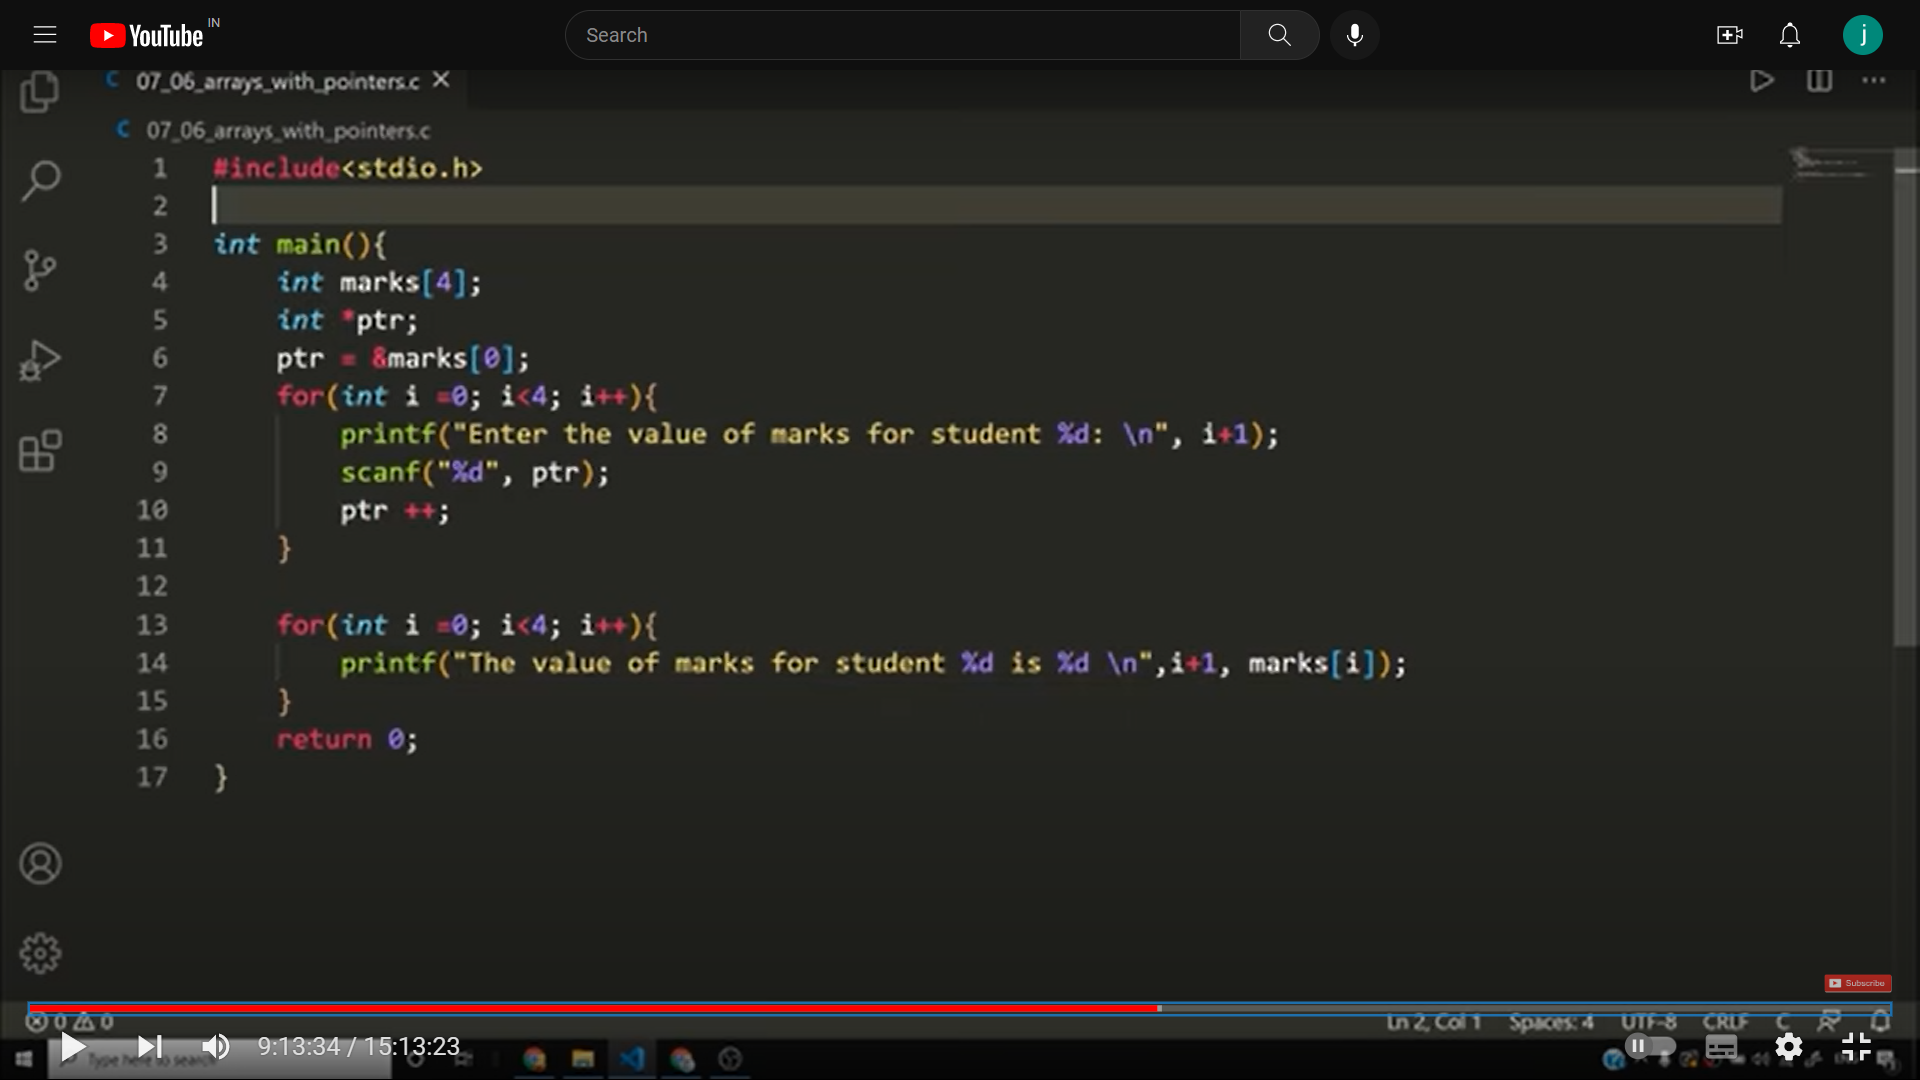 YouTube IN
Search
j
07_06_arrays_with_pointers.c
07_06_arrays_with_pointers.c
1 #include<stdio.h>
2
3 int main(){
4 int marks[4];
5 int *ptr;
6 ptr = &marks[0];
7 for(int i =0; i<4; i++){
8 printf("Enter the value of marks for student %d: \n", i+1);
9 scanf("%d", ptr);
10 ptr ++;
11 }
12
13 for(int i =0; i<4; i++){
14 printf("The value of marks for student %d is %d \n",i+1, marks[i]);
15 }
16 return 0;
17 }
Subscribe
0 0 Ln 2, Col 1 Spaces: 4 UTF-8 CRLF C
9:13:34 / 15:13:23
Type here to search